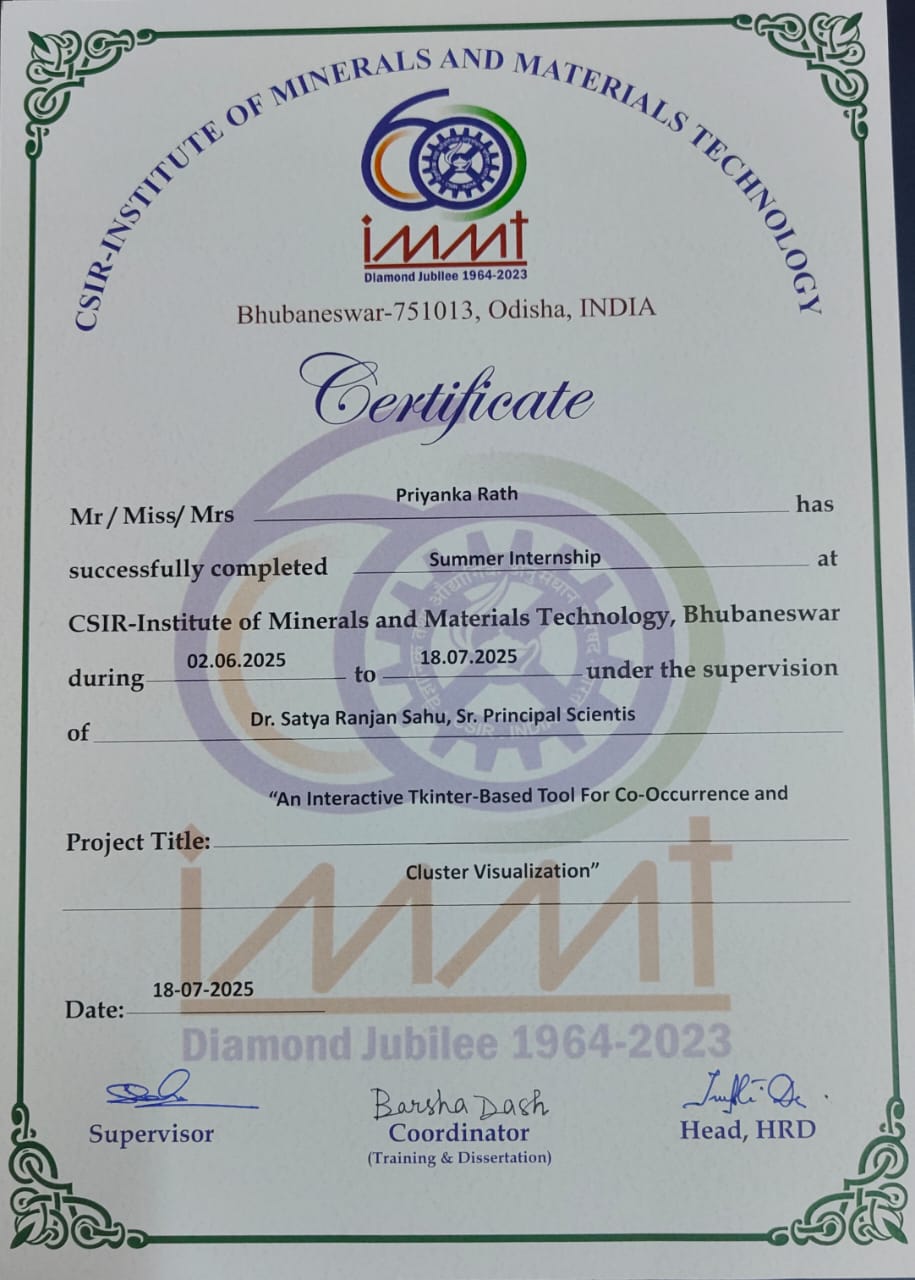 CSIR-INSTITUTE OF MINERALS AND MATERIALS TECHNOLOGY
immt
Diamond Jubilee 1964-2023
Bhubaneswar-751013, Odisha, INDIA
Certificate
Mr / Miss/ Mrs Priyanka Rath has
successfully completed Summer Internship at
CSIR-Institute of Minerals and Materials Technology, Bhubaneswar
during 02.06.2025 to 18.07.2025 under the supervision
of Dr. Satya Ranjan Sahu, Sr. Principal Scientis
“An Interactive Tkinter-Based Tool For Co-Occurrence and
Project Title:
Cluster Visualization”
immt
Date: 18-07-2025
Diamond Jubilee 1964-2023
Barsha Dash
Supervisor
Coordinator
Head, HRD
(Training & Dissertation)